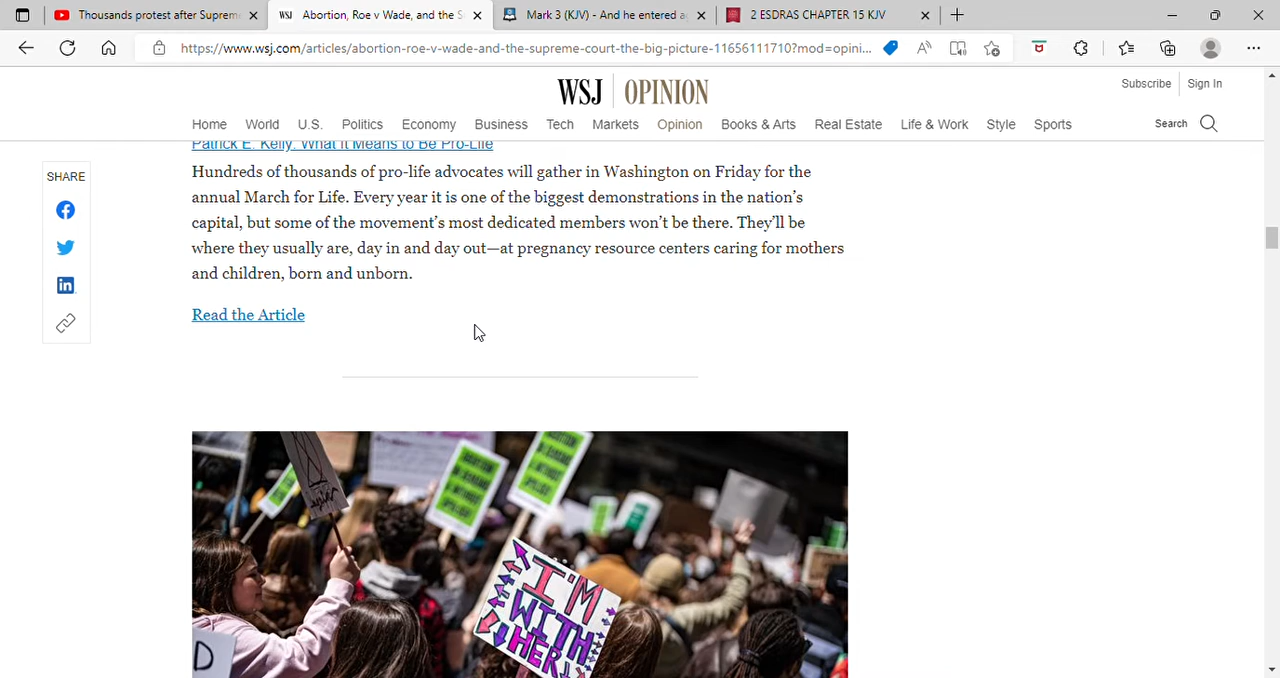 Thousands protest after Supreme
WSJ Abortion, Roe v Wade, and the S
Mark 3 (KJV) - And he entered a
2 ESDRAS CHAPTER 15 KJV
https://www.wsj.com/articles/abortion-roe-v-wade-and-the-supreme-court-the-big-picture-11656111710?mod=opini...
WSJ OPINION
Subscribe Sign In
Home World U.S. Politics Economy Business Tech Markets Opinion Books & Arts Real Estate Life & Work Style Sports Search
Patrick E. Kelly: What It Means to Be Pro-Life
SHARE
Hundreds of thousands of pro-life advocates will gather in Washington on Friday for the
annual March for Life. Every year it is one of the biggest demonstrations in the nation's
capital, but some of the movement's most dedicated members won't be there. They'll be
where they usually are, day in and day out—at pregnancy resource centers caring for mothers
and children, born and unborn.
Read the Article
I'M
WITH
HER
D